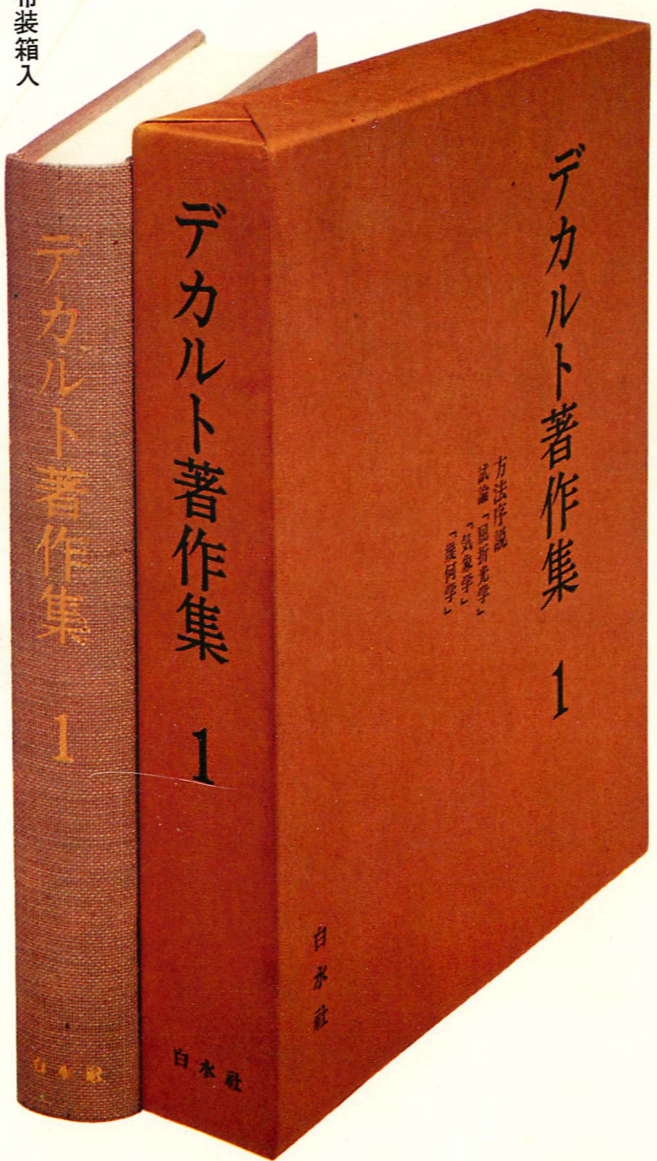 布装箱入
デカルト著作集
1
方法序説
試論「屈折光学」
「気象学」
「幾何学」
白水社
デカルト著作集
1
白水社
デカルト著作集
1
白水社